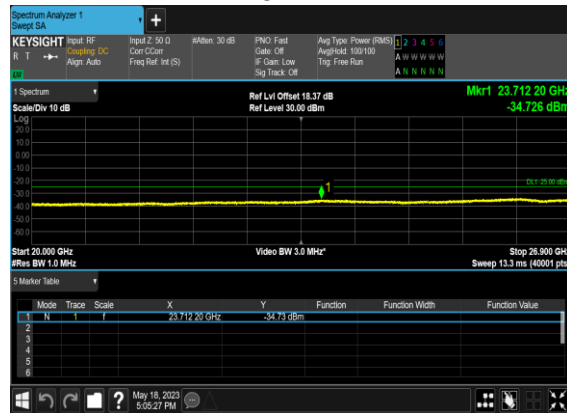 Spectrum Analyzer 1
Swept SA
+
KEYSIGHT Input: RF Input Z: 50 Ω #Atten: 30 dB PNO: Fast Avg Type: Power (RMS) 1 2 3 4 5 6
R T Coupling: DC Corr CCorr Gate: Off Avg|Hold: 100/100 A W W W W W
Align: Auto Freq Ref: Int (S) IF Gain: Low Trig: Free Run
Sig Track: Off A N N N N N
1 Spectrum Ref Lvl Offset 18.37 dB Mkr1 23.712 20 GHz
Scale/Div 10 dB Ref Level 30.00 dBm -34.726 dBm
Log
20.0
10.0
0.00
-10.0
-20.0
DL1 -25.00 dBm
1
-30.0
-40.0
-50.0
-60.0
Start 20.000 GHz Video BW 3.0 MHz* Stop 26.900 GHz
#Res BW 1.0 MHz Sweep 13.3 ms (40001 pts
5 Marker Table
Mode Trace Scale X Y Function Function Width Function Value
1 N 1 f 23.712 20 GHz -34.73 dBm
2
3
4
5
6
? May 18, 2023
5:05:27 PM